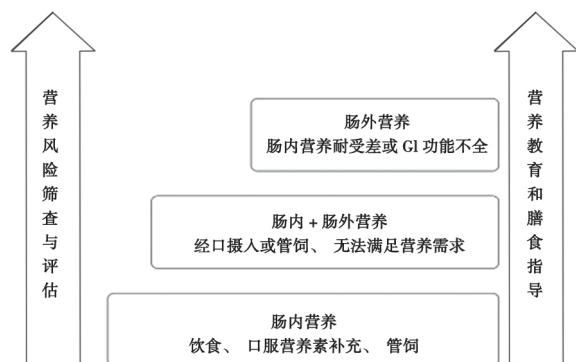 营养风险筛查与评估
肠外营养
肠内营养耐受差或 Gl 功能不全
肠内 + 肠外营养
经口摄入或管饲、 无法满足营养需求
肠内营养
饮食、 口服营养素补充、 管饲
营养教育和膳食指导